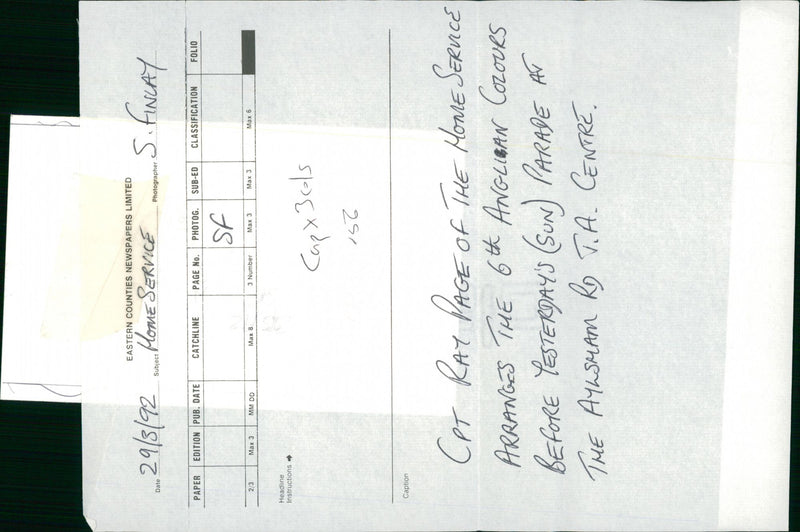 EASTERN COUNTIES NEWSPAPERS LIMITED
Date 29/3/92 Subject HOME SERVICE Photographer S. FINLAY
PAPER EDITION PUB. DATE CATCHLINE PAGE No. PHOTOG. SUB-ED CLASSIFICATION FOLIO
SF
2/3 Max 3 MM DD Max 8 3 Number Max 3 Max 3 Max 6
Headline
Instructions ➔
Cap x 3 cols
156
Caption
CPT RAY PAGE OF THE HOME SERVICE
ARRANGES THE 6th ANGLIAN COLOURS
BEFORE YESTERDAY'S (SUN) PARADE AT
THE AYLSHAM RD T.A. CENTRE.